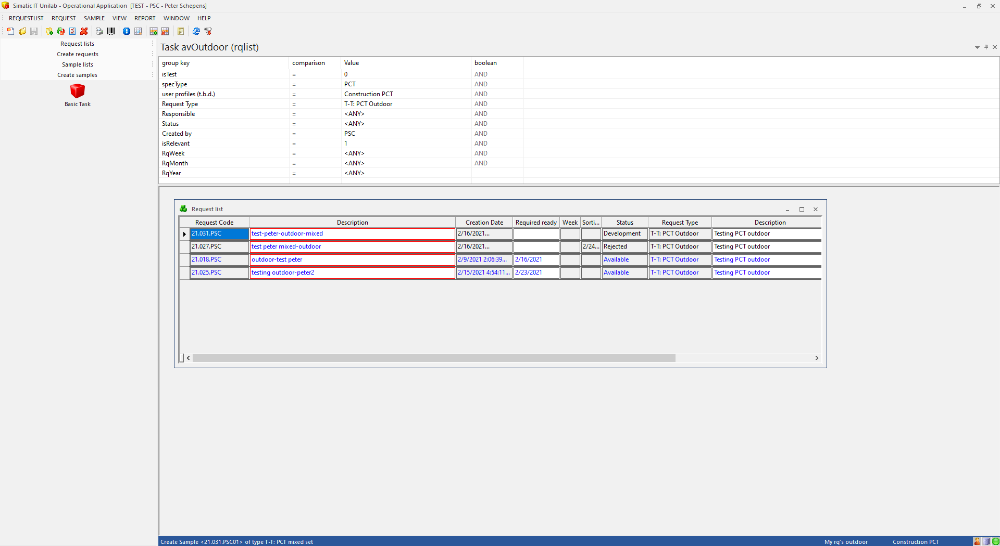 Simatic IT Unilab - Operational Application [TEST - PSC - Peter Schepens]
REQUESTLIST REQUEST SAMPLE VIEW REPORT WINDOW HELP
Request lists
Create requests
Sample lists
Create samples
Basic Task
Task avOutdoor (rqlist)
group key comparison Value boolean
isTest = 0 AND
specType = PCT AND
user profiles (t.b.d.) = Construction PCT AND
Request Type = T-T: PCT Outdoor AND
Responsible = <ANY> AND
Status = <ANY> AND
Created by = PSC AND
isRelevant = 1 AND
RqWeek = <ANY> AND
RqMonth = <ANY> AND
RqYear = <ANY>
Request list
Request Code Description Creation Date Required ready Week Sorti... Status Request Type Description
21.031.PSC test-peter-outdoor-mixed 2/16/2021... Development T-T: PCT Outdoor Testing PCT outdoor
21.027.PSC test peter mixed-outdoor 2/16/2021... 2/24... Rejected T-T: PCT Outdoor Testing PCT outdoor
21.018.PSC outdoor-test peter 2/9/2021 2:06:39... 2/16/2021 Available T-T: PCT Outdoor Testing PCT outdoor
21.025.PSC testing outdoor-peter2 2/15/2021 4:54:11... 2/23/2021 Available T-T: PCT Outdoor Testing PCT outdoor
Create Sample <21.031.PSC01> of type T-T: PCT mixed set My rq's outdoor Construction PCT